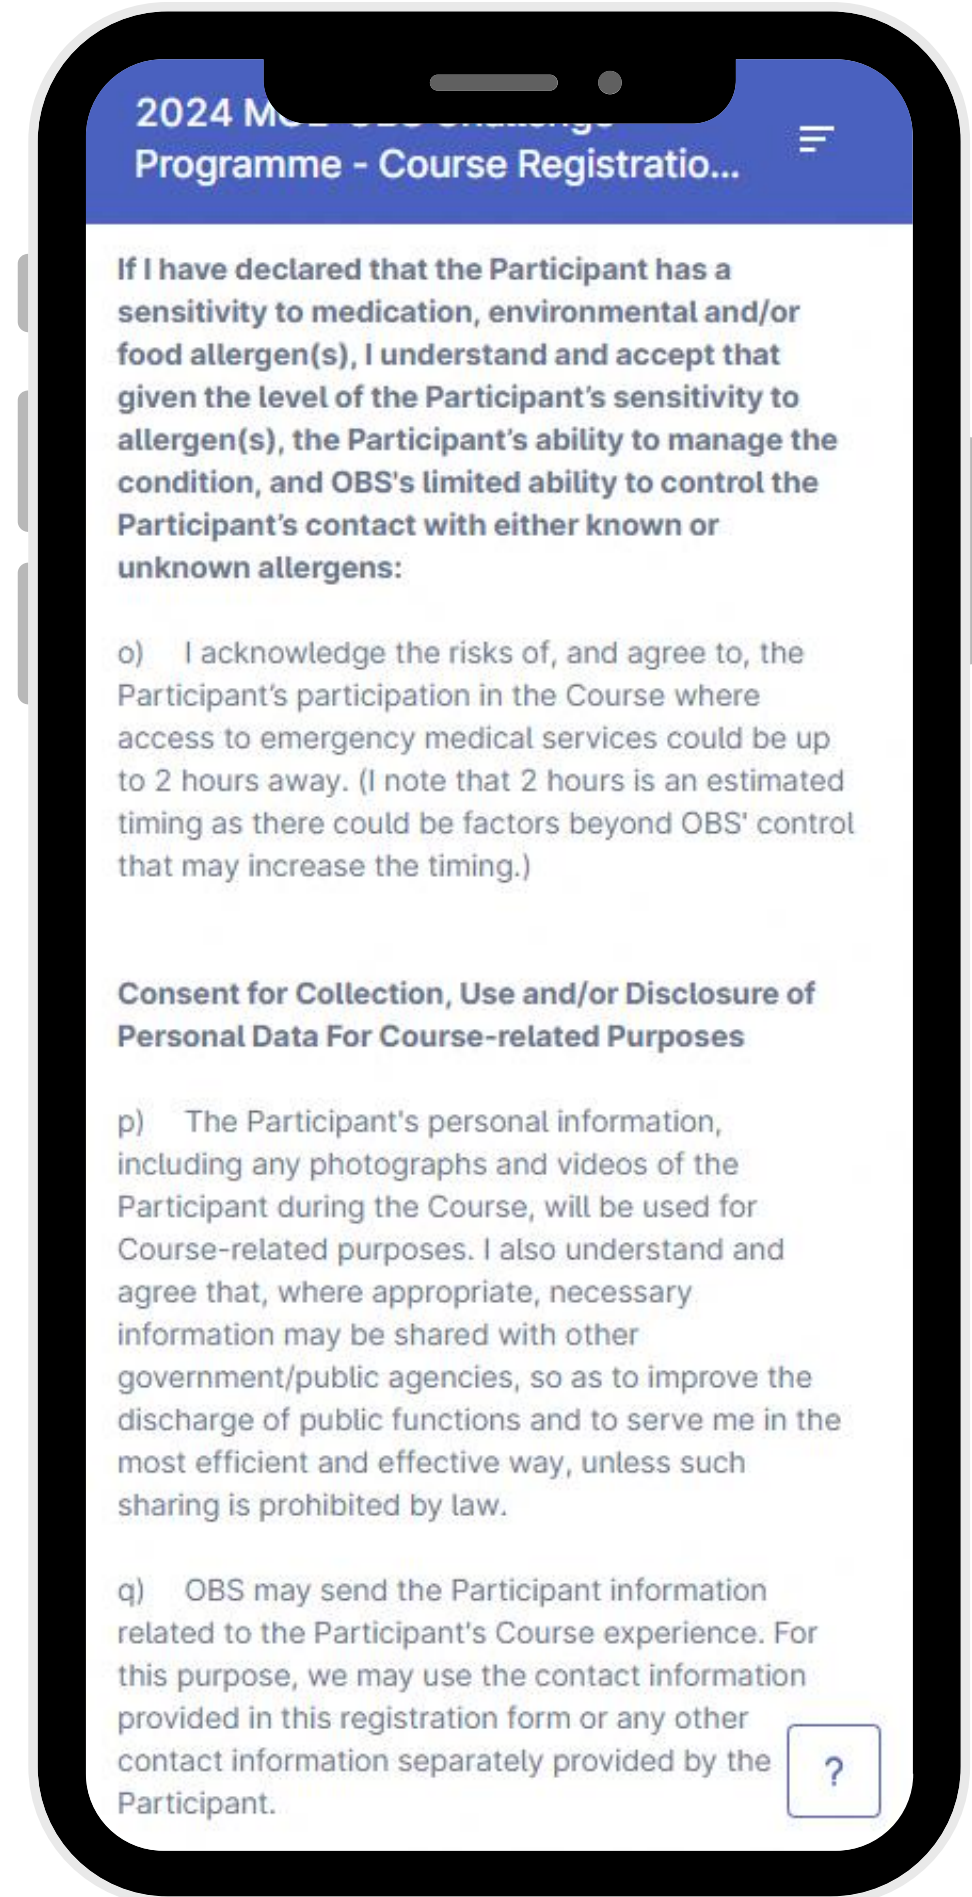 2024
Programme - Course Registratio...
If I have declared that the Participant has a
sensitivity to medication, environmental and/or
food allergen(s), I understand and accept that
given the level of the Participant’s sensitivity to
allergen(s), the Participant’s ability to manage the
condition, and OBS's limited ability to control the
Participant’s contact with either known or
unknown allergens:
o) I acknowledge the risks of, and agree to, the
Participant’s participation in the Course where
access to emergency medical services could be up
to 2 hours away. (I note that 2 hours is an estimated
timing as there could be factors beyond OBS' control
that may increase the timing.)
Consent for Collection, Use and/or Disclosure of
Personal Data For Course-related Purposes
p) The Participant's personal information,
including any photographs and videos of the
Participant during the Course, will be used for
Course-related purposes. I also understand and
agree that, where appropriate, necessary
information may be shared with other
government/public agencies, so as to improve the
discharge of public functions and to serve me in the
most efficient and effective way, unless such
sharing is prohibited by law.
q) OBS may send the Participant information
related to the Participant's Course experience. For
this purpose, we may use the contact information
provided in this registration form or any other
contact information separately provided by the
Participant.
?